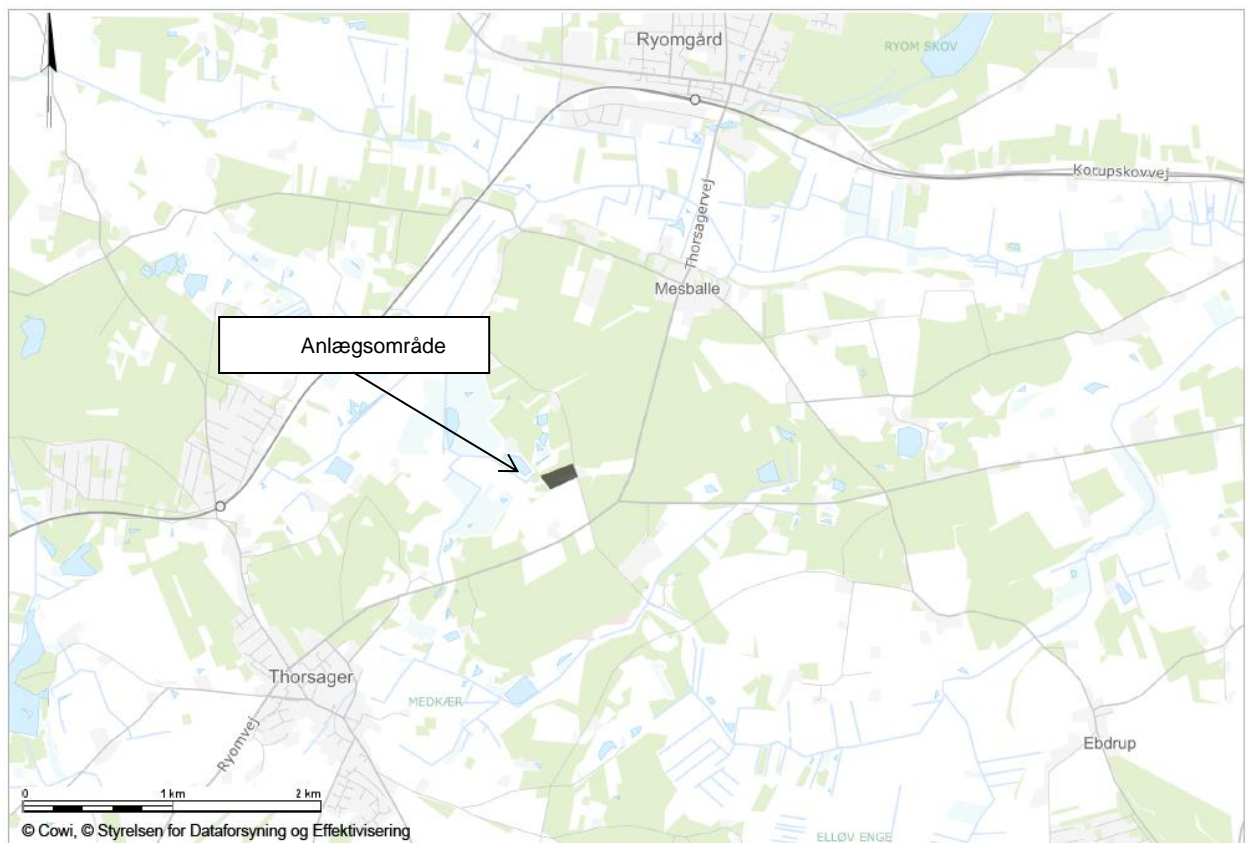 Ryomgård
RYOM SKOV
Korupskovvej
Thorsagervej
Mesballe
Anlægsområde
Thorsager
MEDKÆR
Ryomvej
Ebdrup
0 1 km 2 km
© Cowi, © Styrelsen for Dataforsyning og Effektivisering
ELLØV ENGE